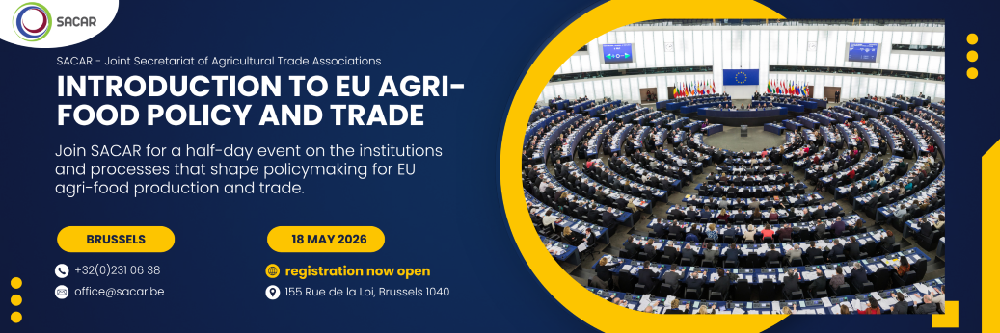 SACAR
SACAR - Joint Secretariat of Agricultural Trade Associations
INTRODUCTION TO EU AGRI-
FOOD POLICY AND TRADE
Join SACAR for a half-day event on the institutions
and processes that shape policymaking for EU
agri-food production and trade.
BRUSSELS
18 MAY 2026
+32(0)231 06 38
registration now open
office@sacar.be
155 Rue de la Loi, Brussels 1040